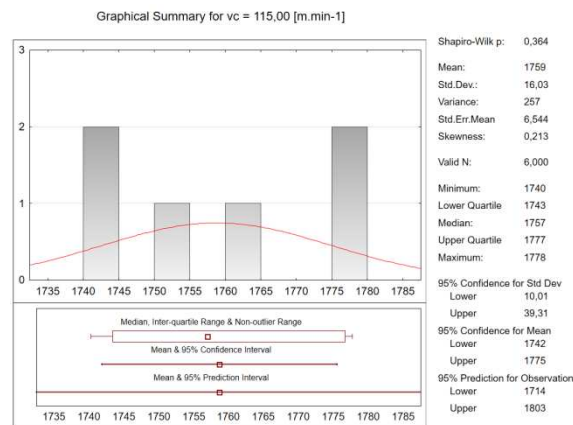 Graphical Summary for vc = 115,00 [m.min-1]
3
2
1
0
1735 1740 1745 1750 1755 1760 1765 1770 1775 1780 1785
Median, Inter-quartile Range & Non-outlier Range
Mean & 95% Confidence Interval
Mean & 95% Prediction Interval
1735 1740 1745 1750 1755 1760 1765 1770 1775 1780 1785
Shapiro-Wilk p: 0,364
Mean: 1759
Std.Dev.: 16,03
Variance: 257
Std.Err.Mean 6,544
Skewness: 0,213
Valid N: 6,000
Minimum: 1740
Lower Quartile 1743
Median: 1757
Upper Quartile 1777
Maximum: 1778
95% Confidence for Std Dev
Lower 10,01
Upper 39,31
95% Confidence for Mean
Lower 1742
Upper 1775
95% Prediction for Observation
Lower 1714
Upper 1803